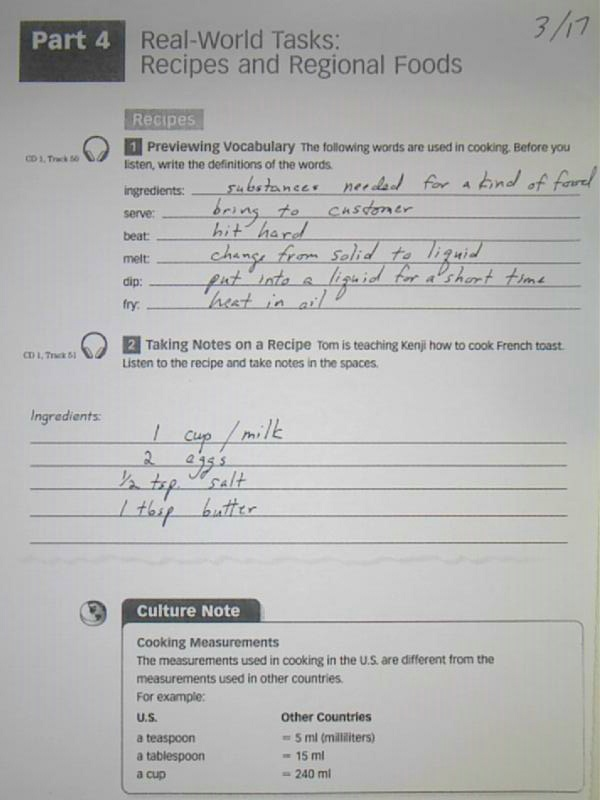 3/17
Part 4 Real-World Tasks:
Recipes and Regional Foods
Recipes
CD 1, Track 50
1 Previewing Vocabulary The following words are used in cooking. Before you
listen, write the definitions of the words.
ingredients: substances needed for a kind of food
serve: bring to customer
beat: hit hard
melt: change from solid to liquid
dip: put into a liquid for a short time
fry: heat in oil
CD 1, Track 51
2 Taking Notes on a Recipe Tom is teaching Kenji how to cook French toast.
Listen to the recipe and take notes in the spaces.
Ingredients:
1 cup / milk
2 eggs
1/2 tsp. salt
1 tbsp butter
Culture Note
Cooking Measurements
The measurements used in cooking in the U.S. are different from the
measurements used in other countries.
For example:
U.S. Other Countries
a teaspoon = 5 ml (milliliters)
a tablespoon = 15 ml
a cup = 240 ml